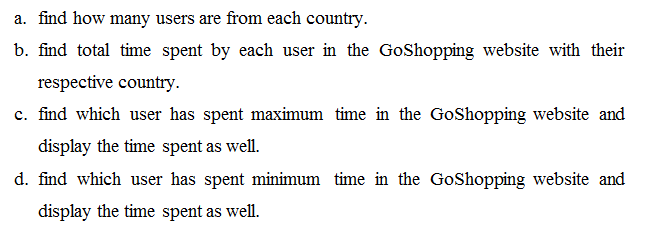 a. find how many users are from each country.
b. find total time spent by each user in the GoShopping website with their
respective country.
c. find which user has spent maximum time in the GoShopping website and
display the time spent as well.
d. find which user has spent minimum time in the GoShopping website and
display the time spent as well.